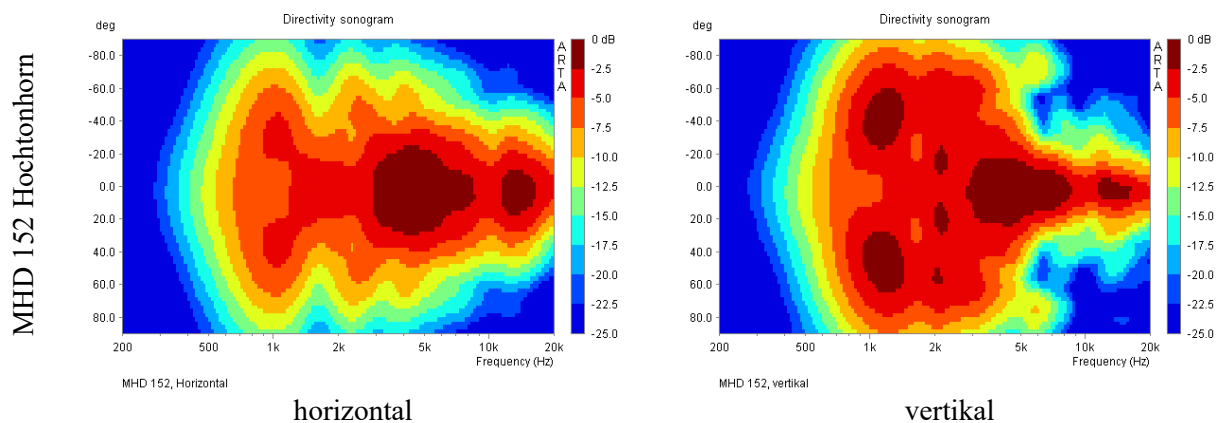 MHD 152 Hochtonhorn
Directivity sonogram
deg
-80.0
-60.0
-40.0
-20.0
0.0
20.0
40.0
60.0
80.0
200 500 1k 2k 5k 10k 20k
Frequency (Hz)
A
R
T
A
0 dB
-2.5
-5.0
-7.5
-10.0
-12.5
-15.0
-17.5
-20.0
-22.5
-25.0
MHD 152, Horizontal
horizontal
Directivity sonogram
deg
-80.0
-60.0
-40.0
-20.0
0.0
20.0
40.0
60.0
80.0
200 500 1k 2k 5k 10k 20k
Frequency (Hz)
A
R
T
A
0 dB
-2.5
-5.0
-7.5
-10.0
-12.5
-15.0
-17.5
-20.0
-22.5
-25.0
MHD 152, vertikal
vertikal